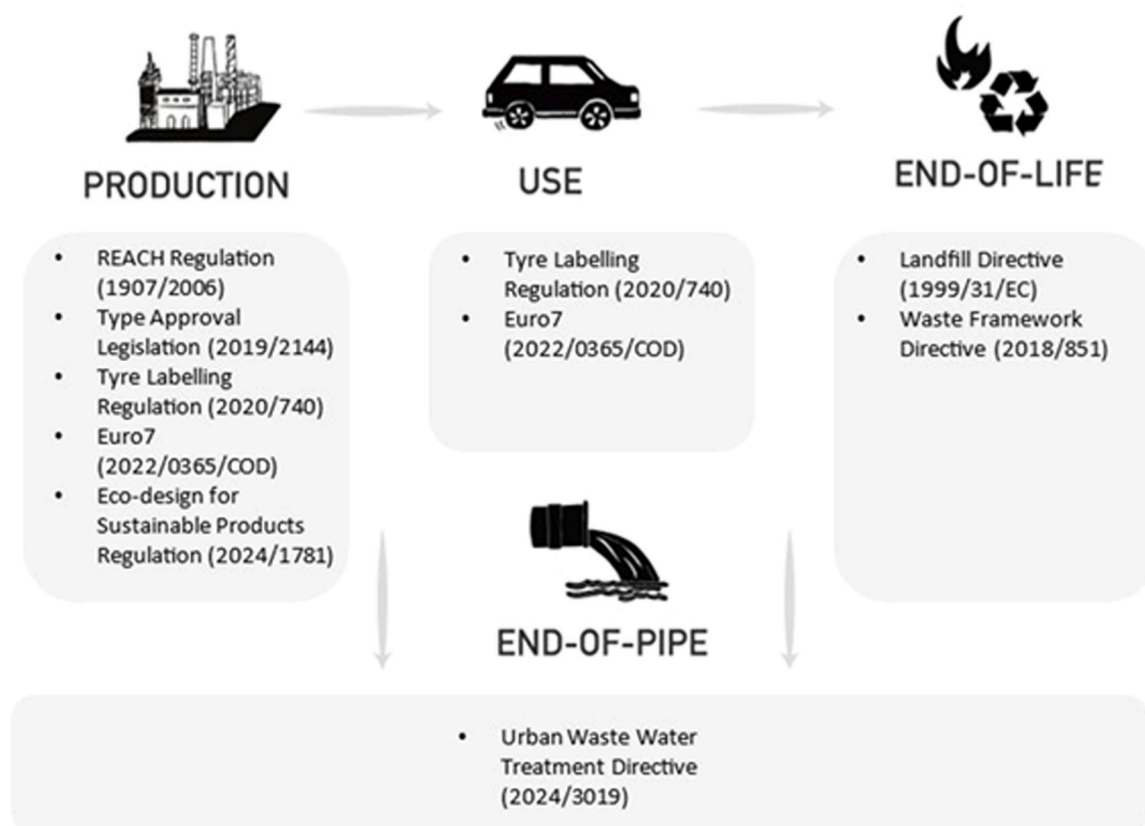 PRODUCTION
USE
END-OF-LIFE
• REACH Regulation
(1907/2006)
• Type Approval
Legislation (2019/2144)
• Tyre Labelling
Regulation (2020/740)
• Euro7
(2022/0365/COD)
• Eco-design for
Sustainable Products
Regulation (2024/1781)
• Tyre Labelling
Regulation (2020/740)
• Euro7
(2022/0365/COD)
• Landfill Directive
(1999/31/EC)
• Waste Framework
Directive (2018/851)
END-OF-PIPE
• Urban Waste Water
Treatment Directive
(2024/3019)